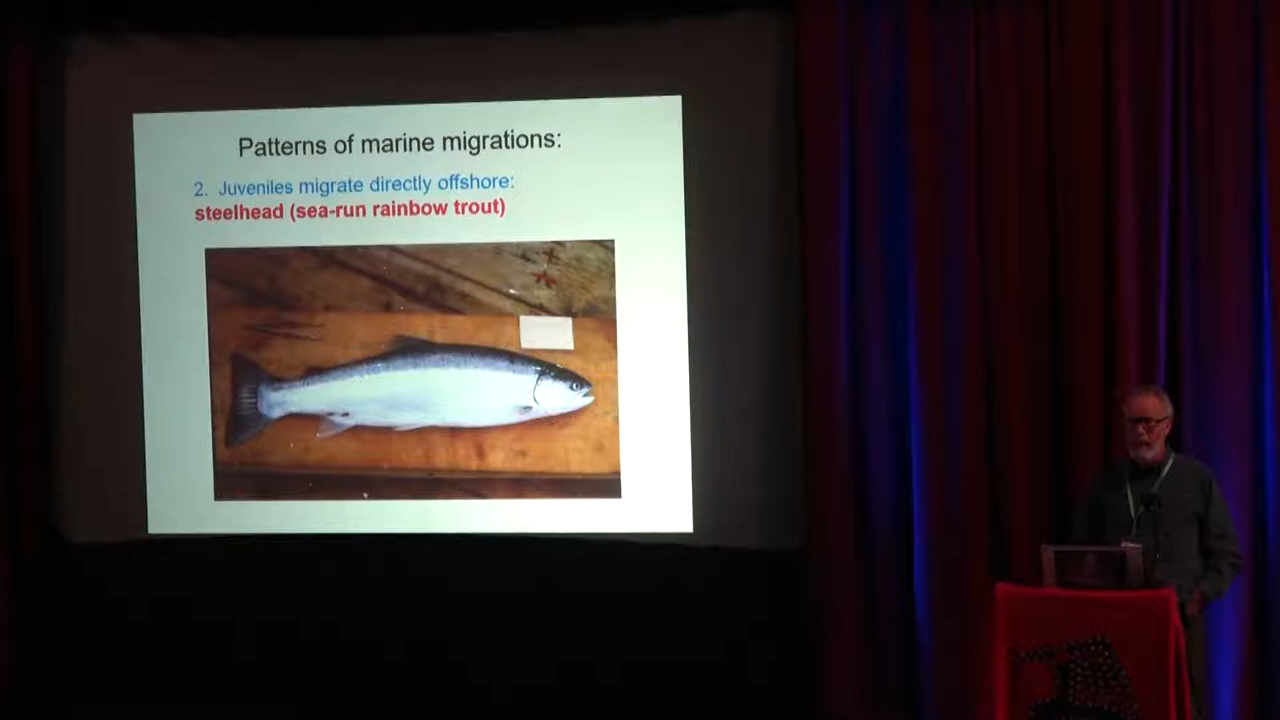 Patterns of marine migrations:
2. Juveniles migrate directly offshore:
steelhead (sea-run rainbow trout)